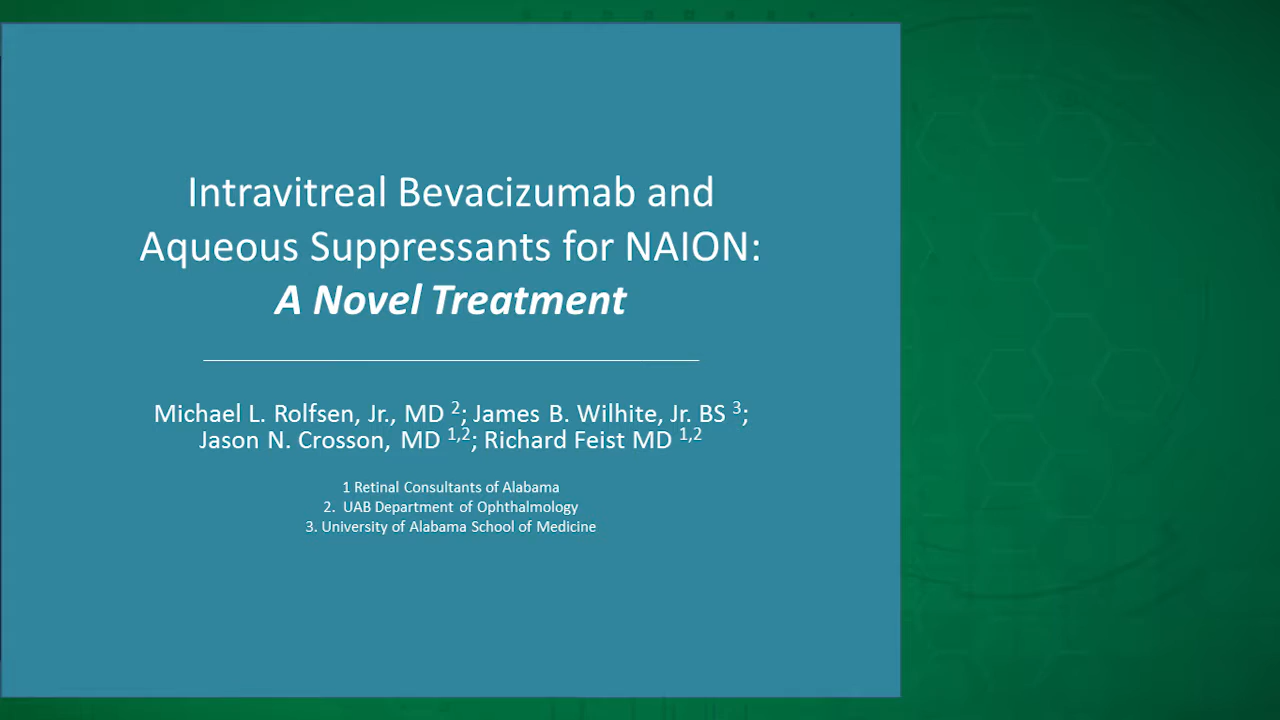 Intravitreal Bevacizumab and
Aqueous Suppressants for NAION:
A Novel Treatment
Michael L. Rolfsen, Jr., MD 2; James B. Wilhite, Jr. BS 3;
Jason N. Crosson, MD 1,2; Richard Feist MD 1,2
1 Retinal Consultants of Alabama
2. UAB Department of Ophthalmology
3. University of Alabama School of Medicine